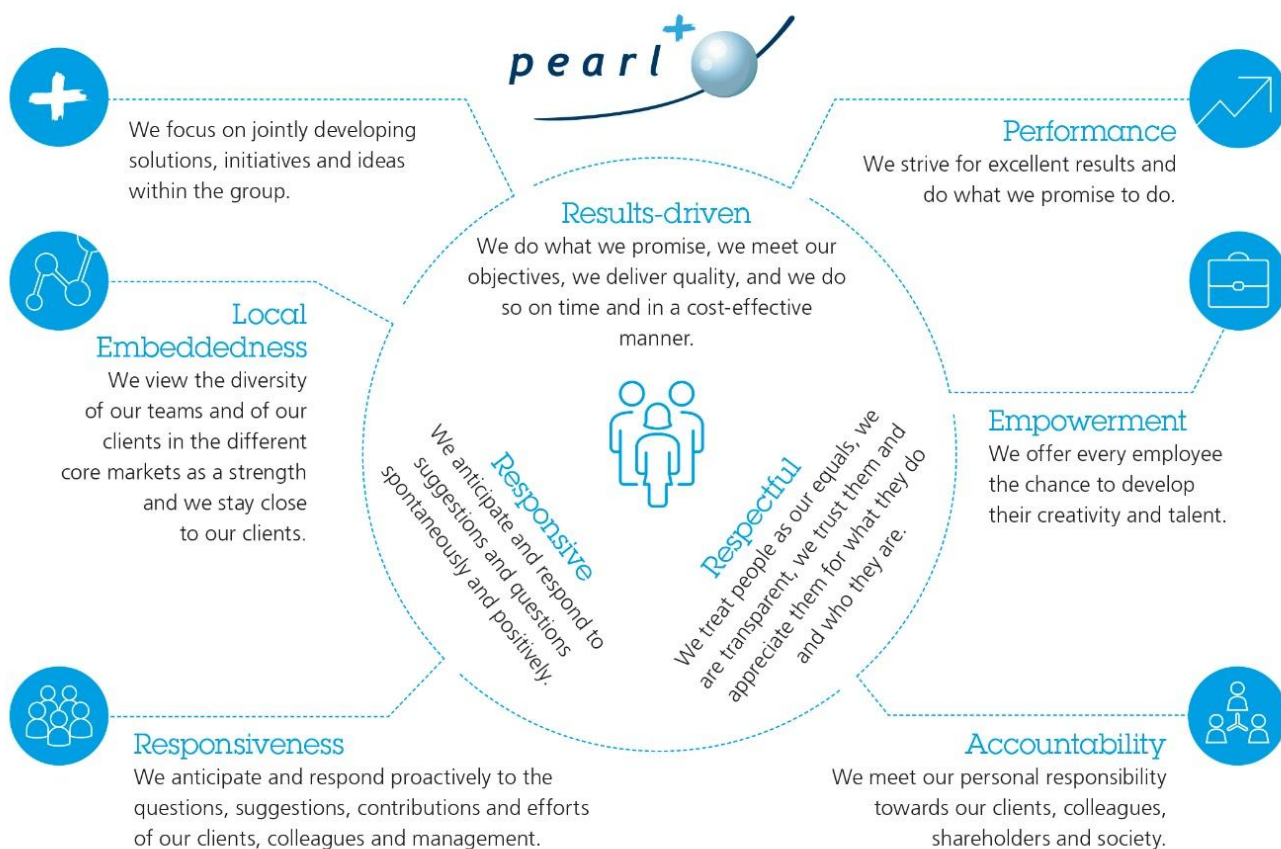 pearl+
We focus on jointly developing
solutions, initiatives and ideas
within the group.
Performance
We strive for excellent results and
do what we promise to do.
Results-driven
We do what we promise, we meet our
objectives, we deliver quality, and we do
so on time and in a cost-effective
manner.
Local
Embeddedness
We view the diversity
of our teams and of our
clients in the different
core markets as a strength
and we stay close
to our clients.
Responsive
We anticipate and respond to
suggestions and questions
spontaneously and positively.
Respectful
We treat people as our equals, we
are transparent, we trust them and
appreciate them for what they do
and who they are.
Empowerment
We offer every employee
the chance to develop
their creativity and talent.
Responsiveness
We anticipate and respond proactively to the
questions, suggestions, contributions and efforts
of our clients, colleagues and management.
Accountability
We meet our personal responsibility
towards our clients, colleagues,
shareholders and society.